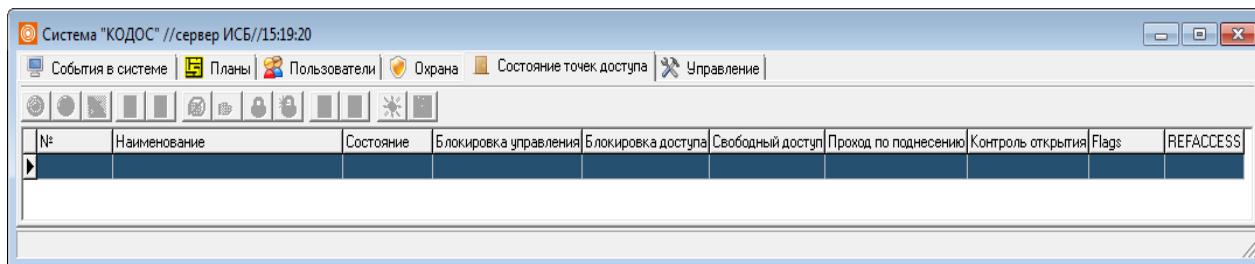 Система "КОДОС" //сервер ИСБ//15:19:20
События в системе Планы Пользователи Охрана Состояние точек доступа Управление
№ Наименование Состояние Блокировка управления Блокировка доступа Свободный доступ Проход по поднесению Контроль открытия Flags REFACCESS